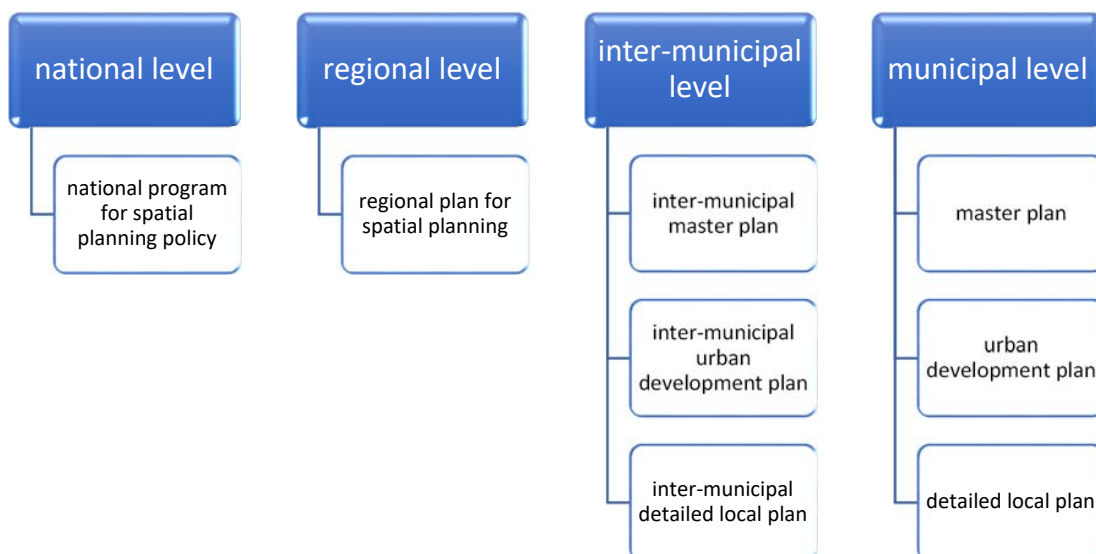 national level
national program
for spatial
planning policy
regional level
regional plan for
spatial planning
inter-municipal
level
inter-municipal
master plan
inter-municipal
urban
development plan
inter-municipal
detailed local plan
municipal level
master plan
urban
development plan
detailed local plan